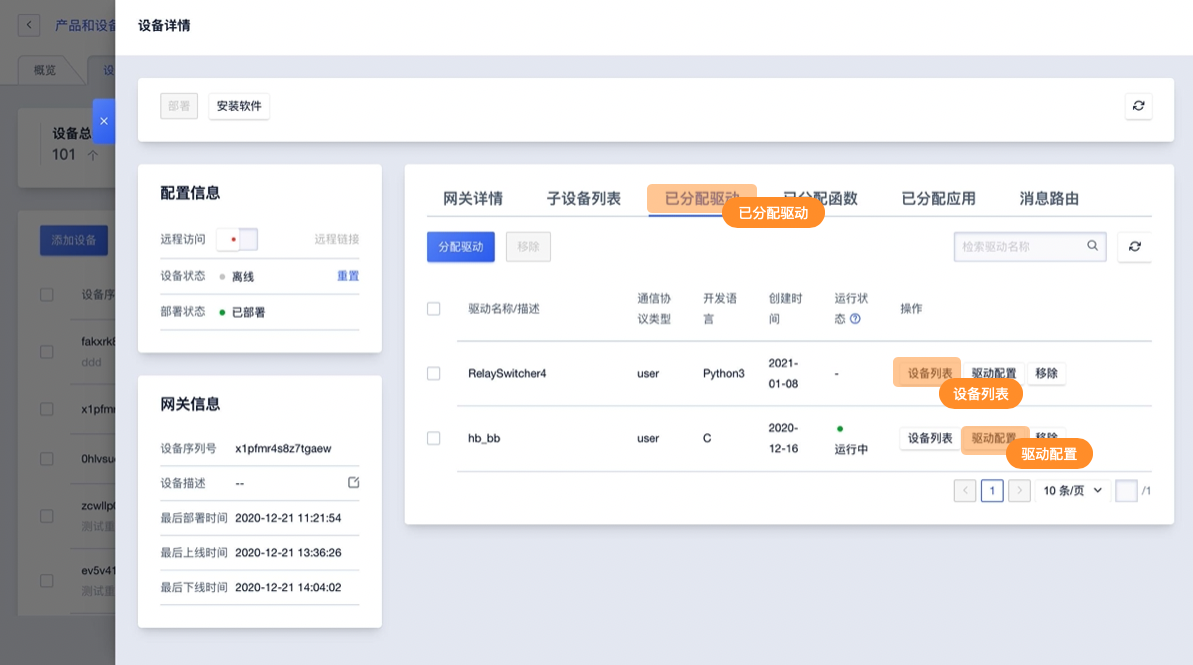 产品和设备
设备详情
概览
设
设备总
101 个
添加设备
设备序
fakxrk8
ddd
x1pfmr
0hlvsu
zcwllp
测试重
ev5v41
测试重
部署
安装软件
配置信息
远程访问
远程链接
设备状态
离线
重置
部署状态
已部署
网关信息
设备序列号 x1pfmr4s8z7tgaew
设备描述 --
最后部署时间 2020-12-21 11:21:54
最后上线时间 2020-12-21 13:36:26
最后下线时间 2020-12-21 14:04:02
网关详情
子设备列表
已分配驱动
已分配函数
已分配应用
消息路由
已分配驱动
分配驱动
移除
检索驱动名称
驱动名称/描述
通信协
议类型
开发语
言
创建时
间
运行状
态
操作
RelaySwitcher4
user
Python3
2021-
01-08
-
设备列表
驱动配置
移除
设备列表
hb_bb
user
C
2020-
12-16
运行中
设备列表
驱动配置
移除
驱动配置
1
10 条/页
/1